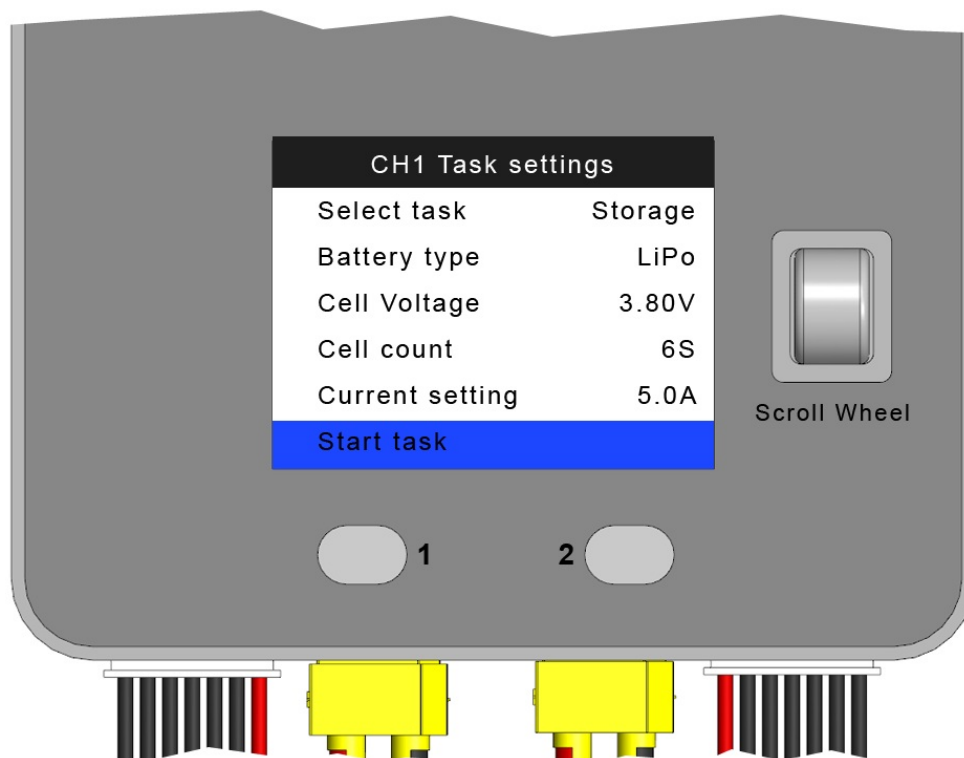 CH1 Task settings
Select task Storage
Battery type LiPo
Cell Voltage 3.80V
Cell count 6S
Current setting 5.0A
Start task
Scroll Wheel
1 2